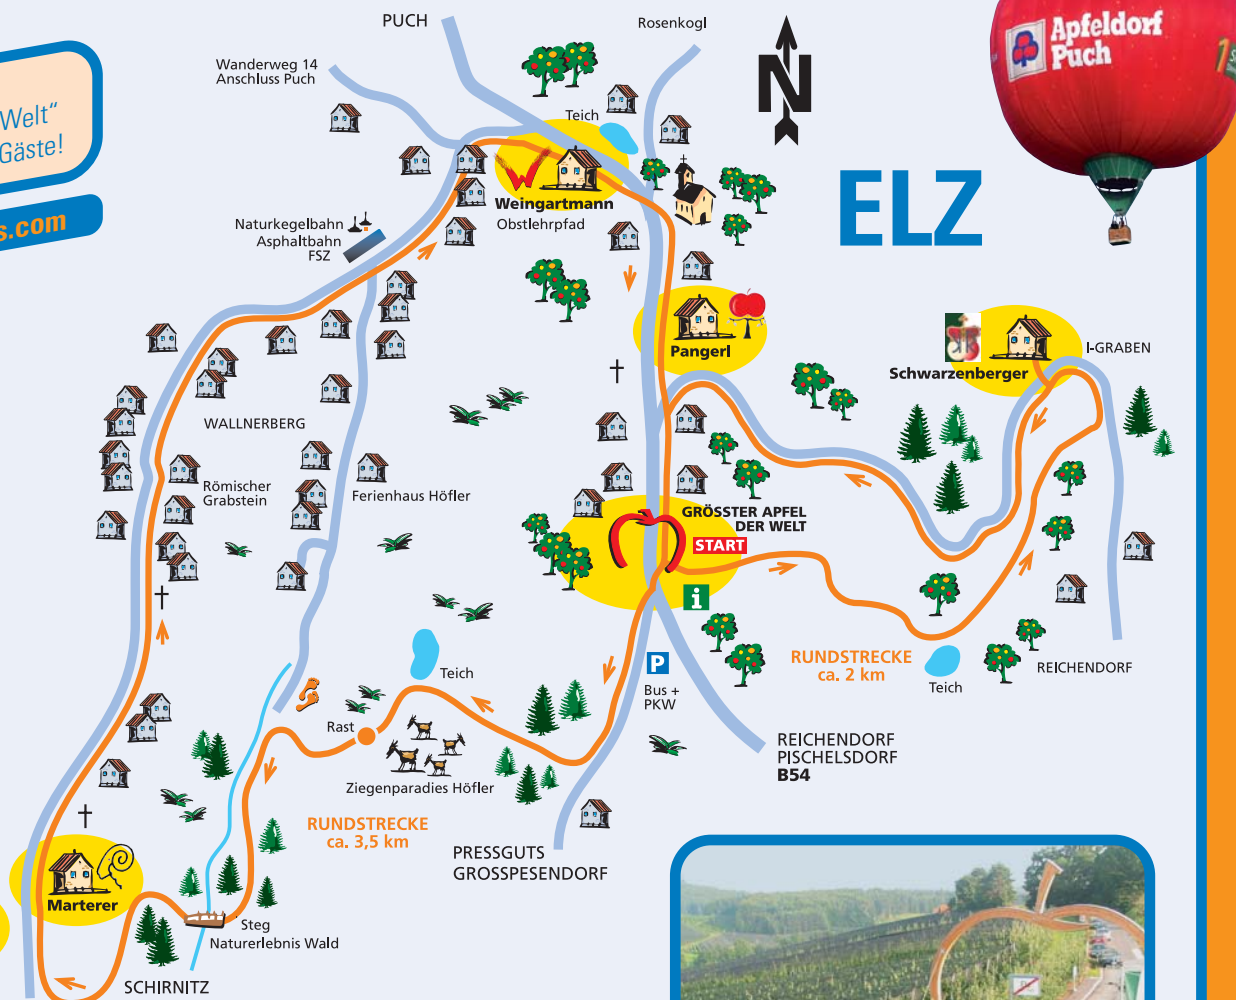 PUCH
Rosenkogl
Wanderweg 14
Anschluss Puch
Teich
N
Apfeldorf
Puch
Welt“
Gäste!
s.com
ELZ
W
Weingartmann
Obstlehrpfad
Naturkegelbahn
Asphaltbahn
FSZ
Pangerl
Schwarzenberger
I-GRABEN
WALLNERBERG
Römischer
Grabstein
Ferienhaus Höfler
GRÖSSTER APFEL
DER WELT
START
i
P
Bus +
PKW
RUNDSTRECKE
ca. 2 km
Teich
REICHENDORF
Teich
Rast
Ziegenparadies Höfler
REICHENDORF
PISCHELSDORF
B54
RUNDSTRECKE
ca. 3,5 km
PRESSGUTS
GROSSPESENDORF
Marterer
Steg
Naturerlebnis Wald
SCHIRNITZ